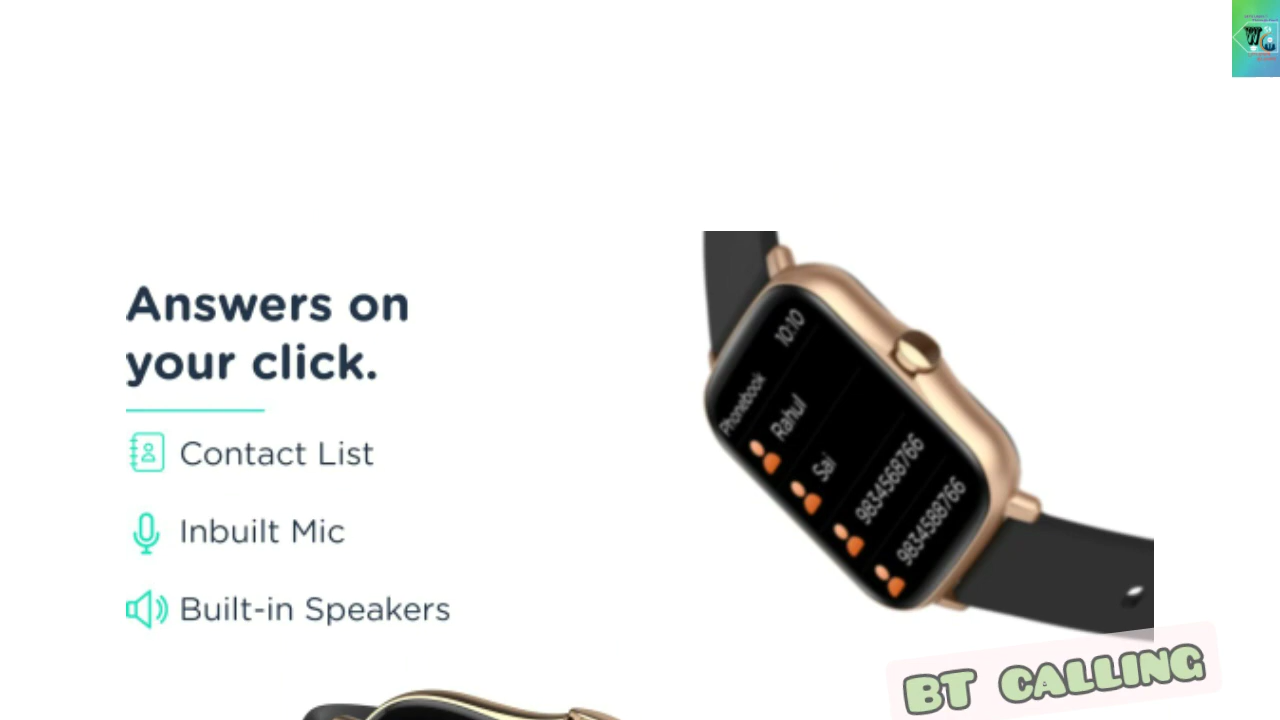 Answers on
your click.
Contact List
Inbuilt Mic
Built-in Speakers
10:10
Phonebook
Rahul
Sai
9834568766
9834588766
BT CALLING